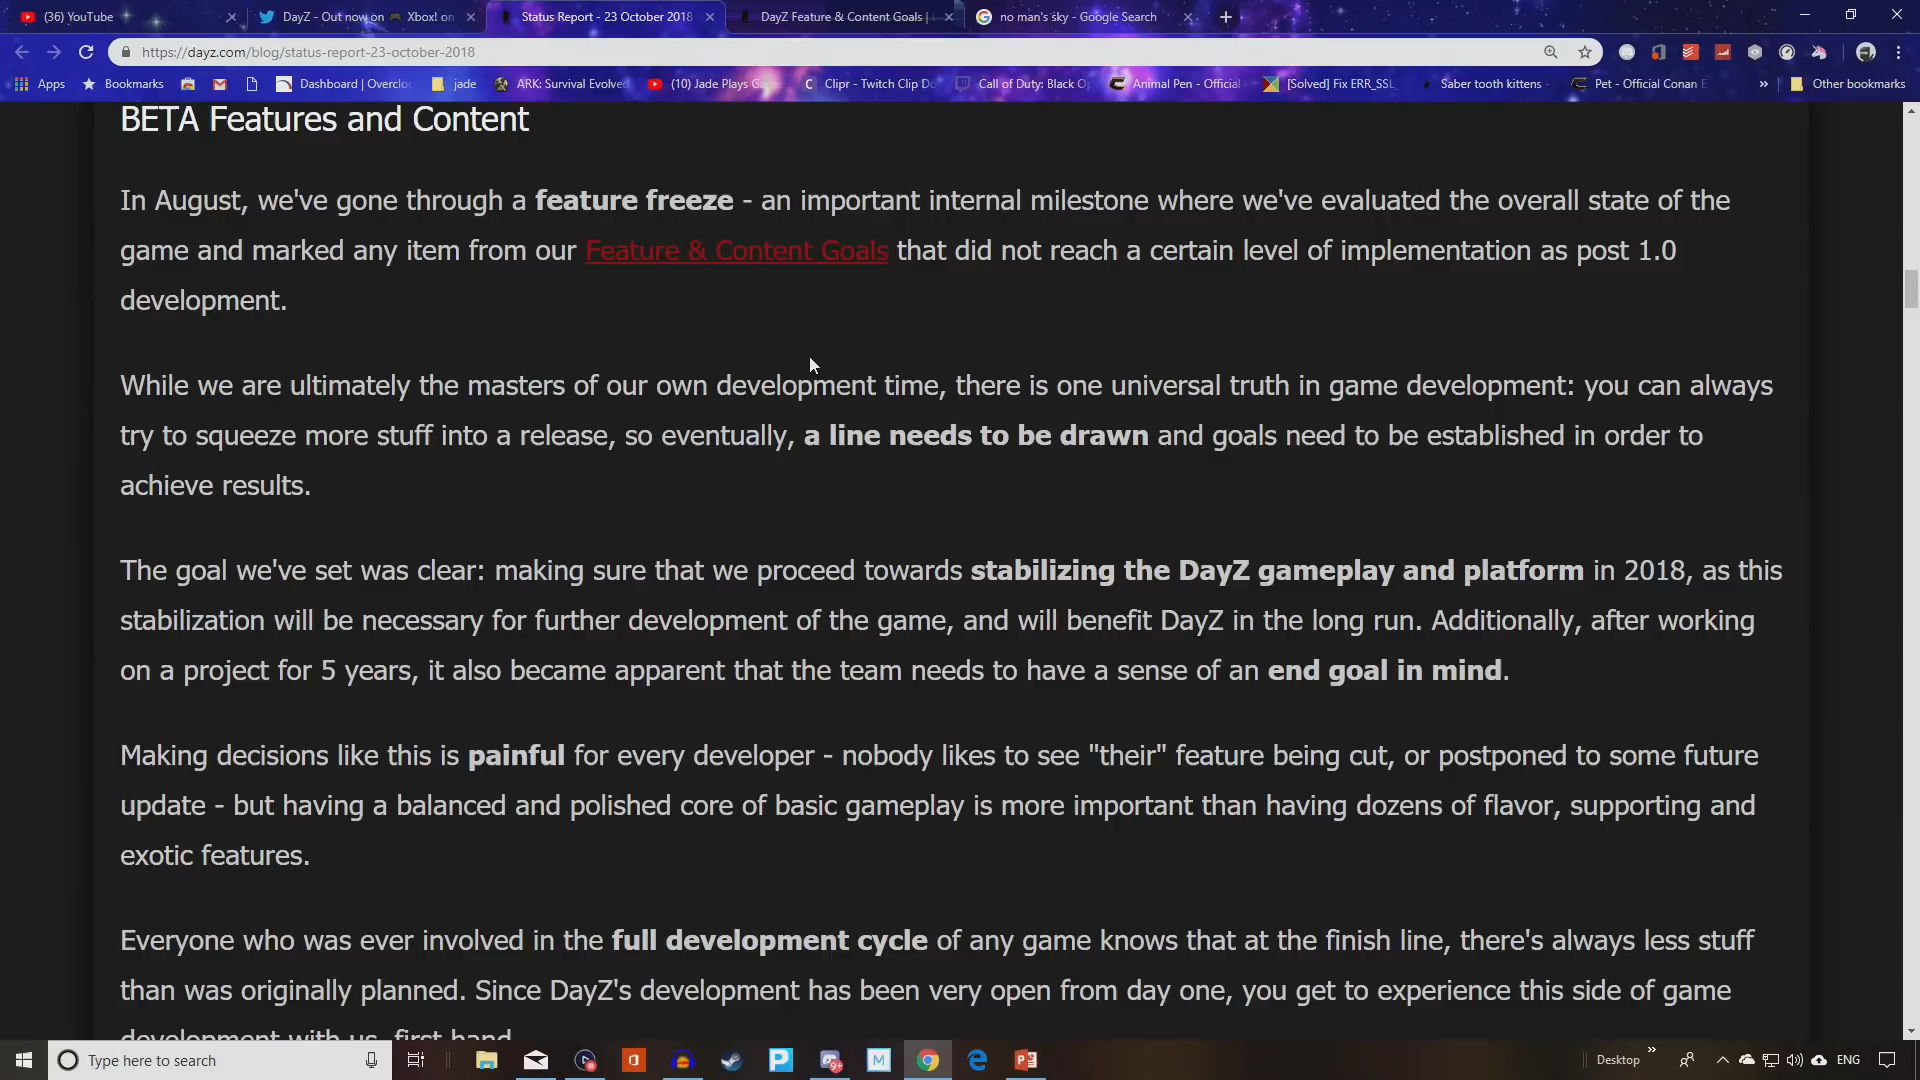 (36) YouTube
DayZ - Out now on 🎮 Xbox! on
Status Report - 23 October 2018
DayZ Feature & Content Goals |
no man's sky - Google Search
https://dayz.com/blog/status-report-23-october-2018
Apps
Bookmarks
Dashboard | Overclo
jade
ARK: Survival Evolved
(10) Jade Plays Ga
Clipr - Twitch Clip Do
Call of Duty: Black Op
Animal Pen - Official
[Solved] Fix ERR_SSL_
Saber tooth kittens -
Pet - Official Conan E
»
Other bookmarks
BETA Features and Content
In August, we've gone through a feature freeze - an important internal milestone where we've evaluated the overall state of the
game and marked any item from our Feature & Content Goals that did not reach a certain level of implementation as post 1.0
development.
While we are ultimately the masters of our own development time, there is one universal truth in game development: you can always
try to squeeze more stuff into a release, so eventually, a line needs to be drawn and goals need to be established in order to
achieve results.
The goal we've set was clear: making sure that we proceed towards stabilizing the DayZ gameplay and platform in 2018, as this
stabilization will be necessary for further development of the game, and will benefit DayZ in the long run. Additionally, after working
on a project for 5 years, it also became apparent that the team needs to have a sense of an end goal in mind.
Making decisions like this is painful for every developer - nobody likes to see "their" feature being cut, or postponed to some future
update - but having a balanced and polished core of basic gameplay is more important than having dozens of flavor, supporting and
exotic features.
Everyone who was ever involved in the full development cycle of any game knows that at the finish line, there's always less stuff
than was originally planned. Since DayZ's development has been very open from day one, you get to experience this side of game
development with us, first hand.
Type here to search
9+
Desktop
»
ENG